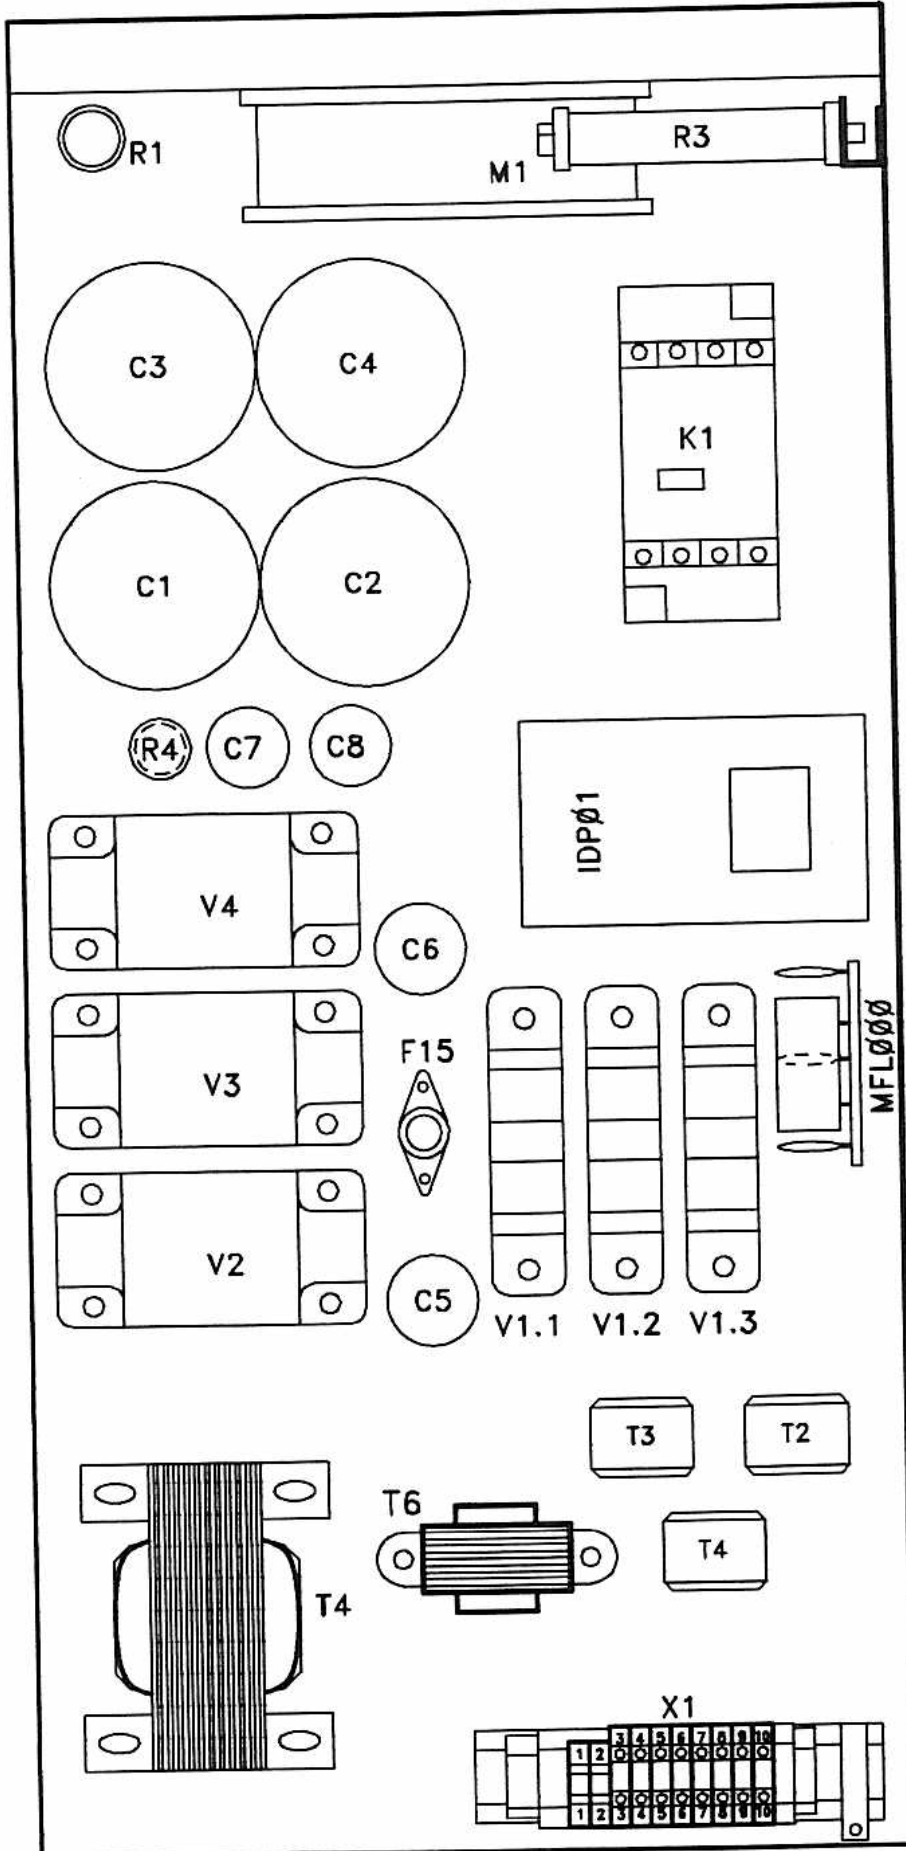 R1
M1
R3
C3
C4
K1
C1
C2
R4
C7
C8
IDPØ1
V4
C6
MFLØØØ
F15
V3
V2
C5
V1.1
V1.2
V1.3
T3
T2
T6
T4
T4
X1
3 4 5 6 7 8 9 10
1 2
1 2 3 4 5 6 7 8 9 10